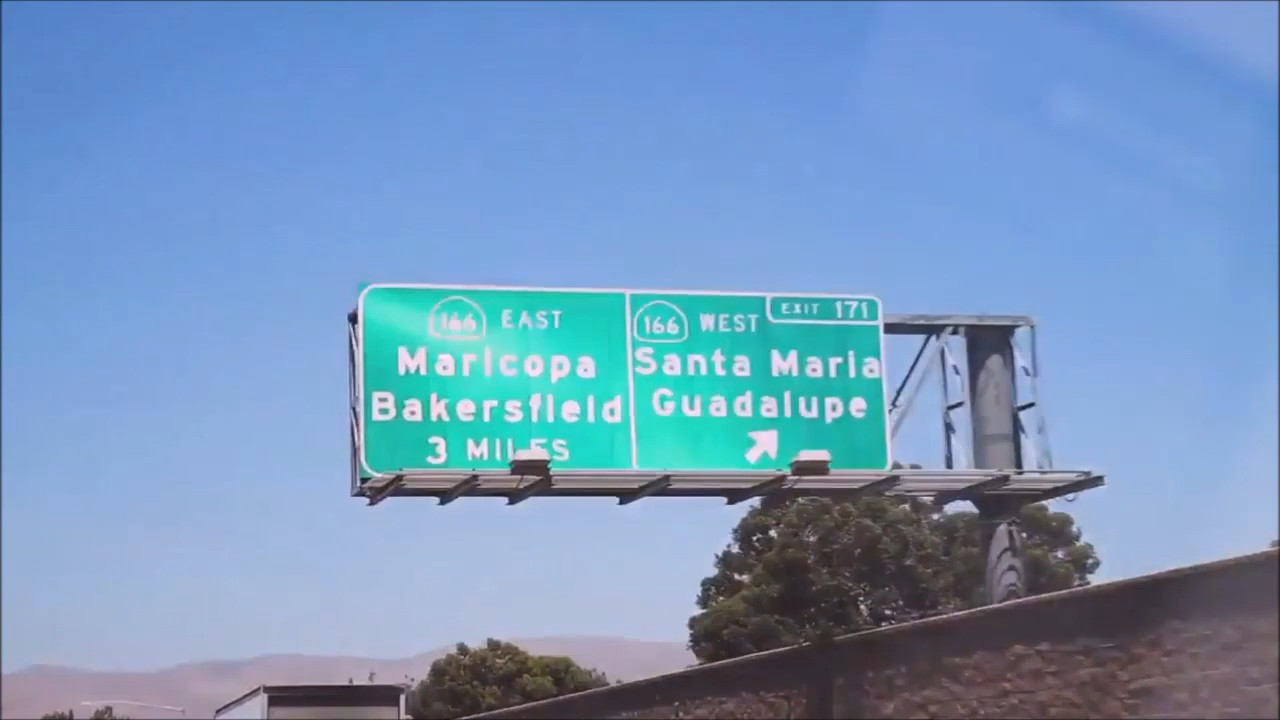 166 EAST
Maricopa
Bakersfield
3 MILES
EXIT 171
166 WEST
Santa Maria
Guadalupe